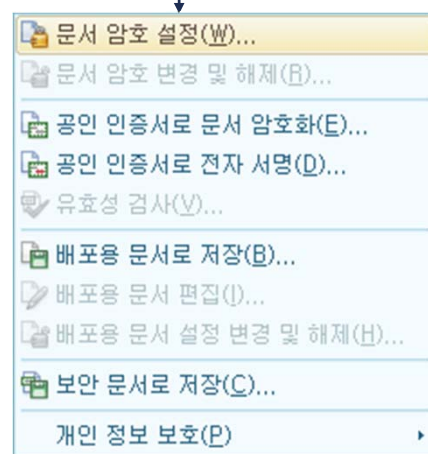 문서 암호 설정(W)...
문서 암호 변경 및 해제(R)...
공인 인증서로 문서 암호화(E)...
공인 인증서로 전자 서명(D)...
유효성 검사(V)...
배포용 문서로 저장(B)...
배포용 문서 편집(I)...
배포용 문서 설정 변경 및 해제(H)...
보안 문서로 저장(C)...
개인 정보 보호(P)